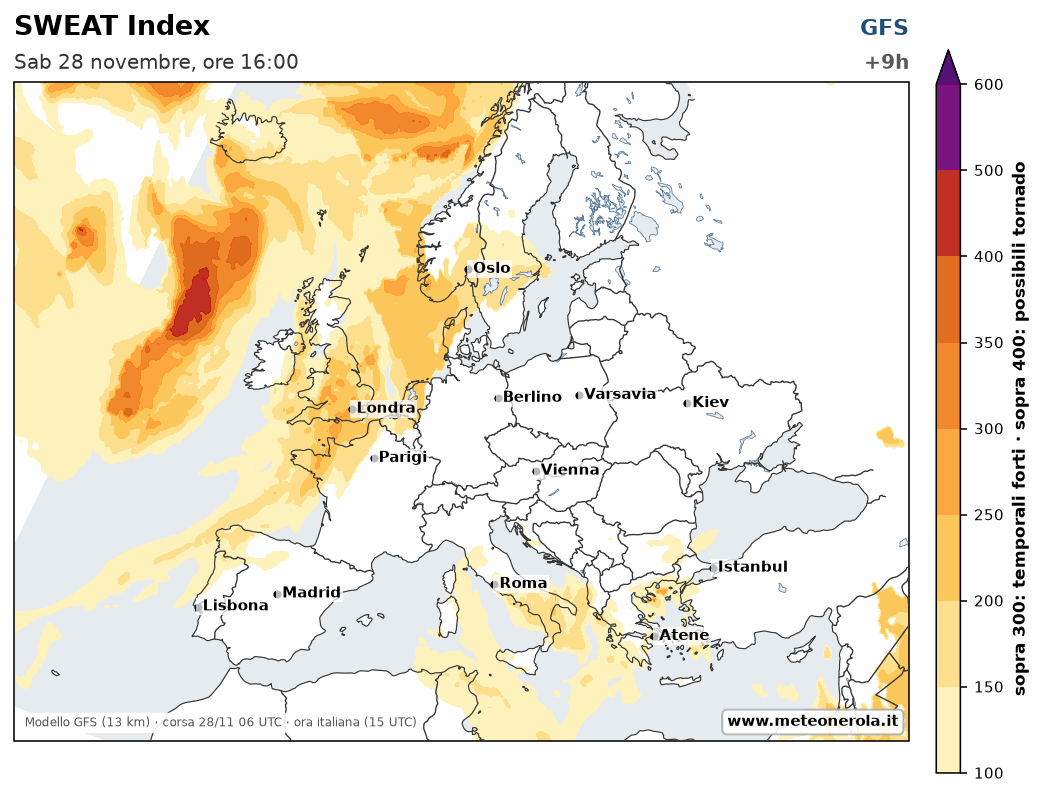 SWEAT Index
GFS
Sab 28 novembre, ore 16:00
+9h
600
500
400
350
300
250
200
150
100
sopra 300: temporali forti · sopra 400: possibili tornado
Oslo
Berlino
Varsavia
Kiev
Londra
Parigi
Vienna
Istanbul
Roma
Madrid
Lisbona
Atene
Modello GFS (13 km) · corsa 28/11 06 UTC · ora italiana (15 UTC)
www.meteonerola.it